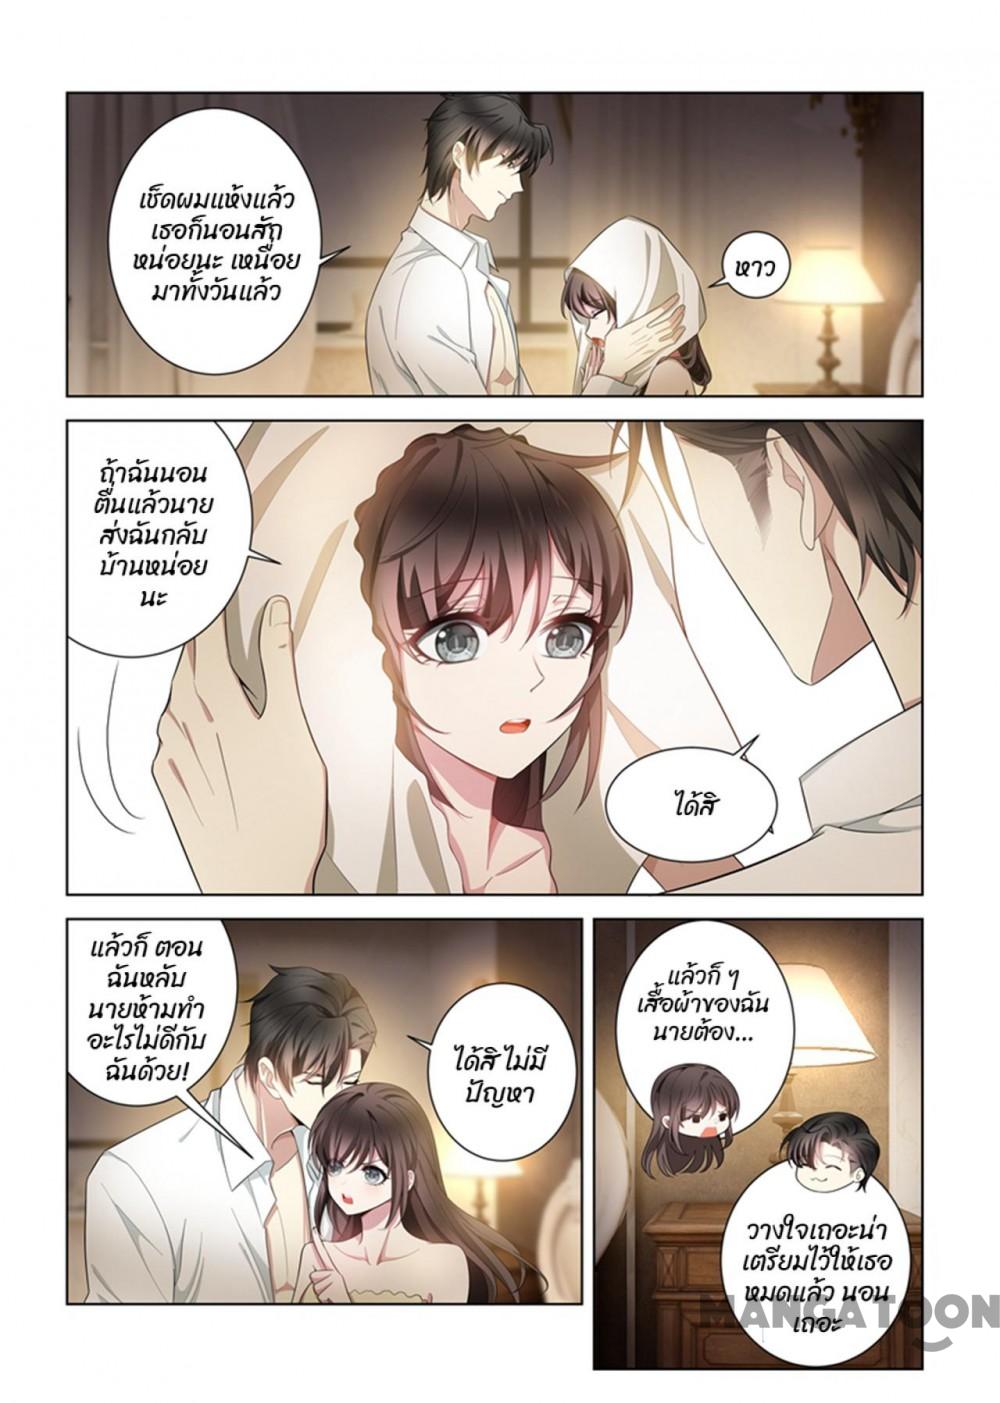 เช็ดผมแห้งแล้ว
เธอก็นอนสัก
หน่อยนะ เหนื่อย
มาทั้งวันแล้ว
หาว
ถ้าฉันนอน
ตื่นแล้วนาย
ส่งฉันกลับ
บ้านหน่อย
นะ
ได้สิ
แล้วก็ ตอน
ฉันหลับ
นายห้ามทำ
อะไรไม่ดีกับ
ฉันด้วย!
ได้สิ ไม่มี
ปัญหา
แล้วก็ ๆ
เสื้อผ้าของฉัน
นายต้อง...
วางใจเถอะน่า
เตรียมไว้ให้เธอ
หมดแล้ว นอน
เถอะ
MANGATOON